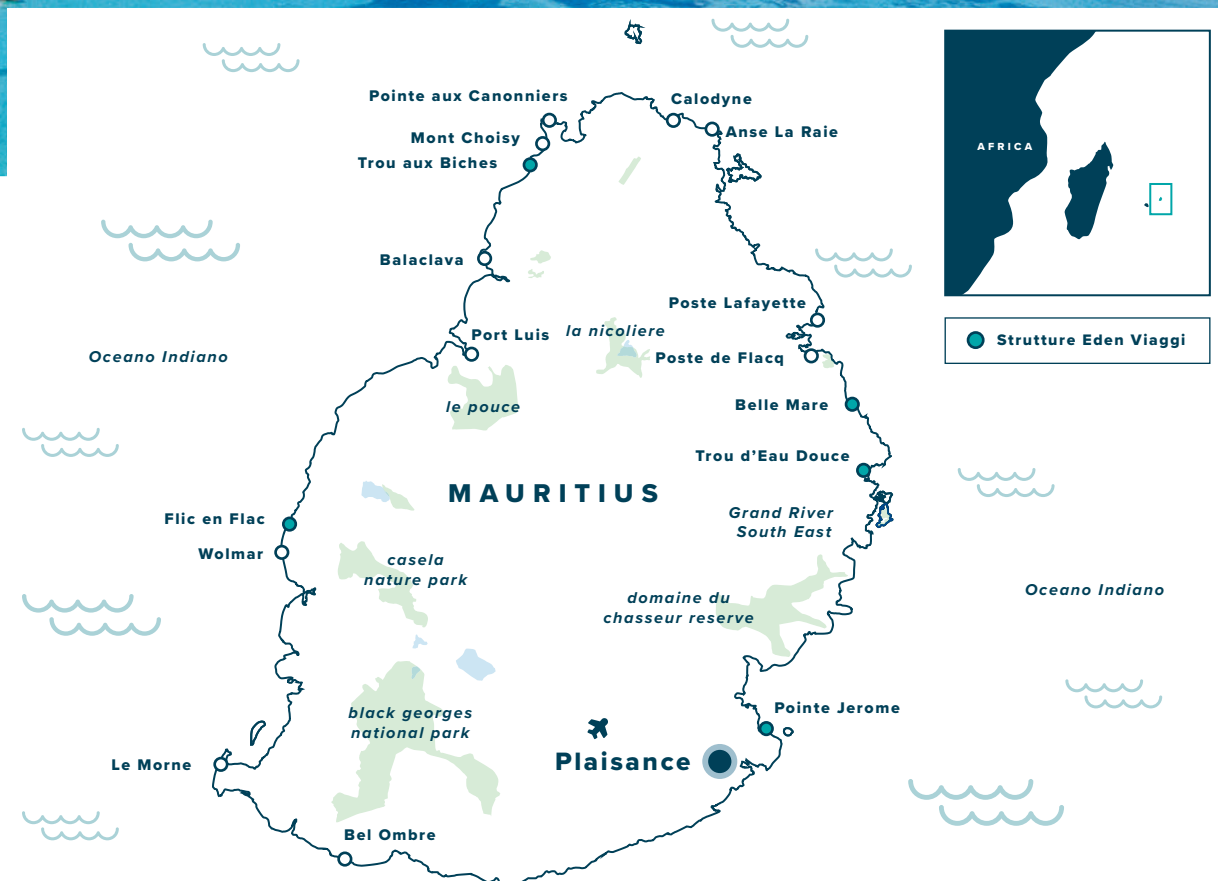 Pointe aux Canonniers
Calodyne
Mont Choisy
Anse La Raie
Trou aux Biches
AFRICA
Balaclava
Poste Lafayette
Port Luis
la nicoliere
Strutture Eden Viaggi
Oceano Indiano
Poste de Flacq
le pouce
Belle Mare
Trou d’Eau Douce
MAURITIUS
Flic en Flac
Grand River
South East
Wolmar
casela
nature park
Oceano Indiano
domaine du
chasseur reserve
black georges
national park
Pointe Jerome
Le Morne
Plaisance
Bel Ombre